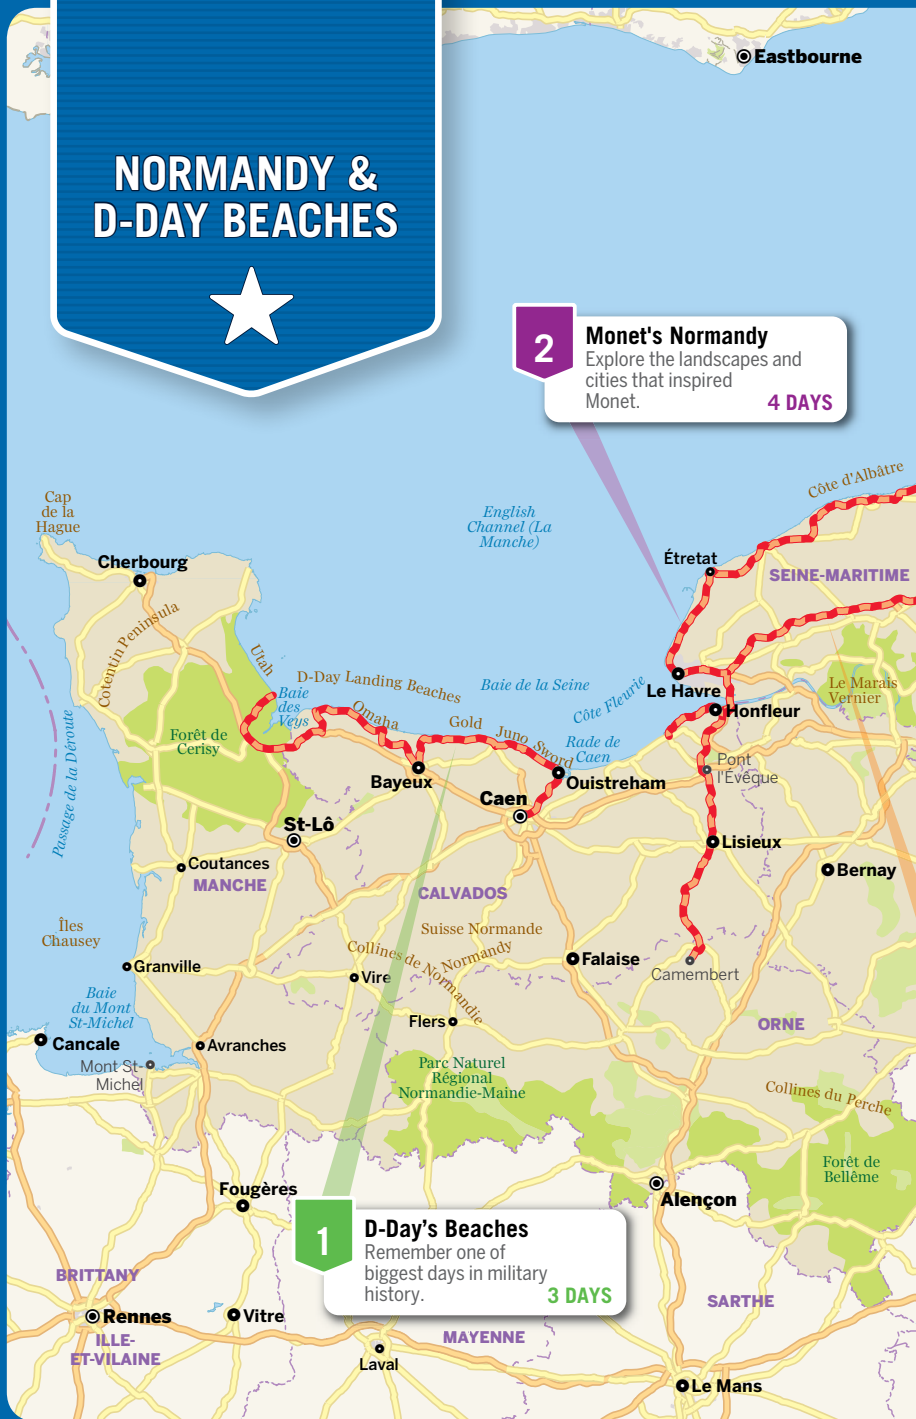 Eastbourne
NORMANDY &
D-DAY BEACHES
2
Monet's Normandy
Explore the landscapes and
cities that inspired
Monet.
4 DAYS
Côte d'Albâtre
Cap
de la
Hague
English
Channel (La
Manche)
Cherbourg
Étretat
SEINE-MARITIME
Cotentin Peninsula
Utah
D-Day Landing Beaches
Baie de la Seine
Côte Fleurie
Le Havre
Le Marais
Vernier
Baie
des
Veys
Omaha
Gold
Juno
Sword
Honfleur
Passage de la Déroute
Forêt de
Cerisy
Rade de
Caen
Pont
l'Évêque
Bayeux
Ouistreham
Caen
St-Lô
Lisieux
Coutances
MANCHE
Bernay
CALVADOS
Îles
Chausey
Suisse Normande
Collines de Normandie
Normandy
Falaise
Granville
Vire
Camembert
Baie
du Mont
St-Michel
Flers
ORNE
Cancale
Avranches
Mont St-
Michel
Parc Naturel
Régional
Normandie-Maine
Collines du Perche
Forêt de
Bellême
Fougères
Alençon
1
D-Day's Beaches
Remember one of
biggest days in military
history.
3 DAYS
BRITTANY
Rennes
Vitre
SARTHE
ILLE-
ET-VILAINE
MAYENNE
Laval
Le Mans